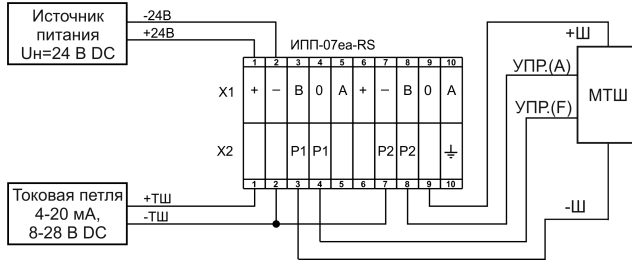 Источник
питания
Uн=24 В DC
-24В
+24В
ИПП-07еа-RS
1 2 3 4 5 6 7 8 9 10
X1 + − B 0 A + − B 0 A
X2 P1 P1 P2 P2
1 2 3 4 5 6 7 8 9 10
+Ш
УПР.(А)
УПР.(F)
МТШ
-Ш
Токовая петля
4-20 мА,
8-28 В DC
+ТШ
-ТШ